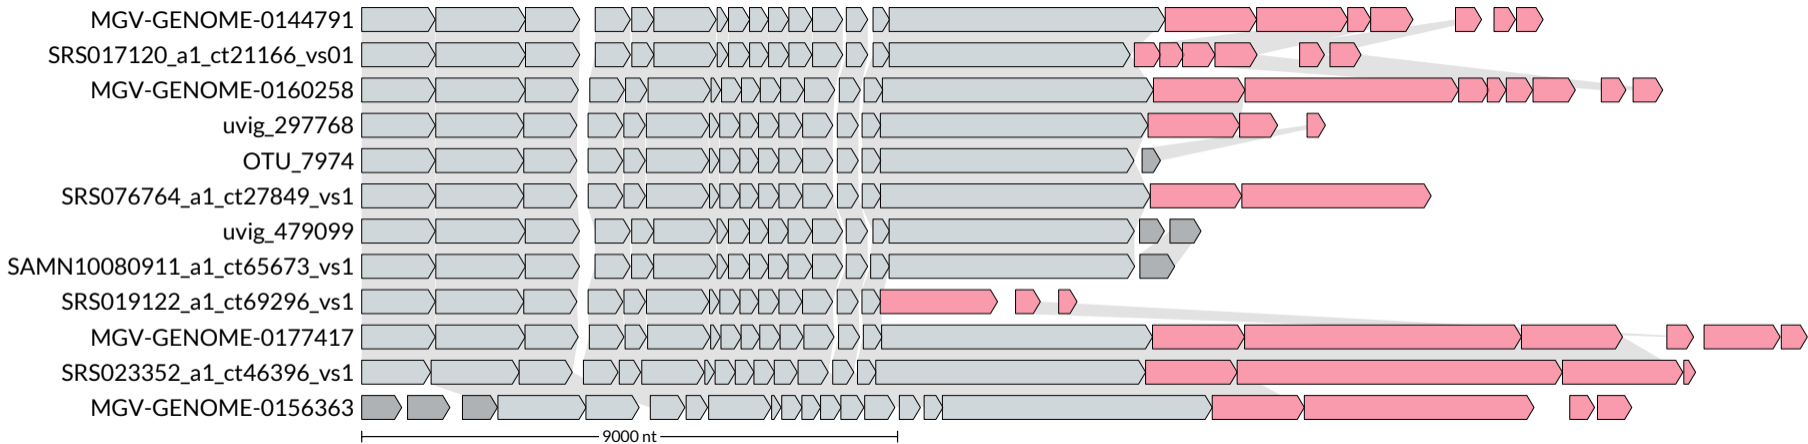 MGV-GENOME-0144791
SRS017120_a1_ct21166_vs01
MGV-GENOME-0160258
uvig_297768
OTU_7974
SRS076764_a1_ct27849_vs1
uvig_479099
SAMN10080911_a1_ct65673_vs1
SRS019122_a1_ct69296_vs1
MGV-GENOME-0177417
SRS023352_a1_ct46396_vs1
MGV-GENOME-0156363
9000 nt